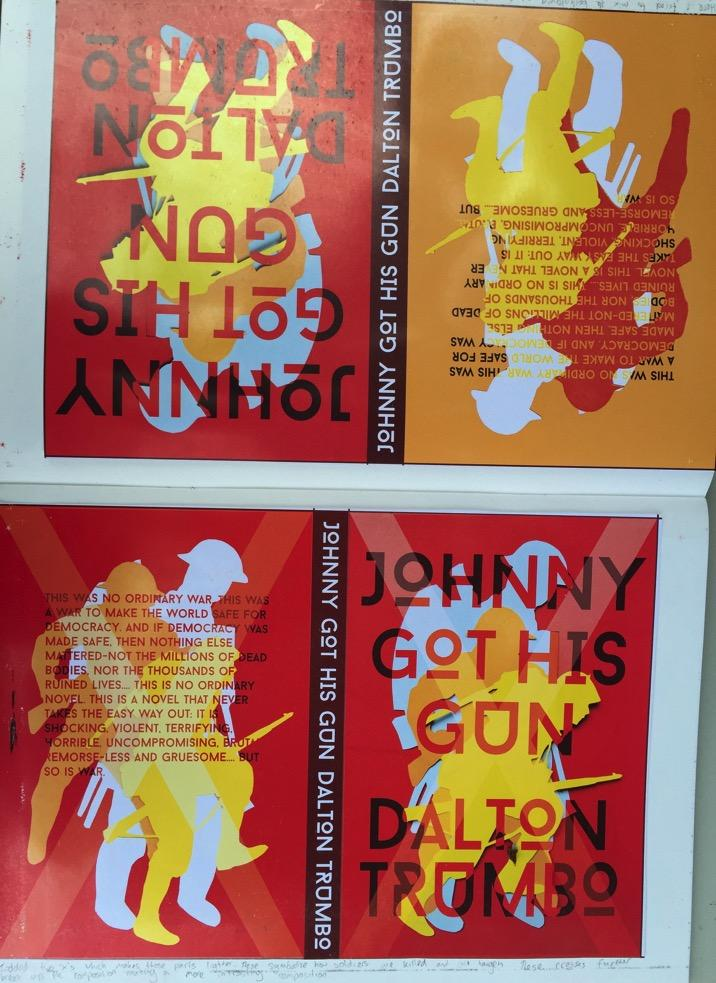 DALTON
TRUMBO
JOHNNY
GOT HIS
GUN
JOHNNY GOT HIS GUN DALTON TRUMBO
THIS WAS NO ORDINARY WAR. THIS WAS
A WAR TO MAKE THE WORLD SAFE FOR
DEMOCRACY. AND IF DEMOCRACY WAS
MADE SAFE, THEN NOTHING ELSE
MATTERED-NOT THE MILLIONS OF DEAD
BODIES, NOR THE THOUSANDS OF
RUINED LIVES.... THIS IS NO ORDINARY
NOVEL. THIS IS A NOVEL THAT NEVER
TAKES THE EASY WAY OUT: IT IS
SHOCKING, VIOLENT, TERRIFYING,
HORRIBLE, UNCOMPROMISING, BRUTAL,
REMORSE-LESS AND GRUESOME.... BUT
SO IS WAR.
THIS WAS NO ORDINARY WAR. THIS WAS
A WAR TO MAKE THE WORLD SAFE FOR
DEMOCRACY. AND IF DEMOCRACY WAS
MADE SAFE, THEN NOTHING ELSE
MATTERED-NOT THE MILLIONS OF DEAD
BODIES, NOR THE THOUSANDS OF
RUINED LIVES.... THIS IS NO ORDINARY
NOVEL. THIS IS A NOVEL THAT NEVER
TAKES THE EASY WAY OUT: IT IS
SHOCKING, VIOLENT, TERRIFYING,
HORRIBLE, UNCOMPROMISING, BRUTAL,
REMORSE-LESS AND GRUESOME.... BUT
SO IS WAR.
JOHNNY GOT HIS GUN DALTON TRUMBO
JOHNNY
GOT HIS
GUN
DALTON
TRUMBO
added two x's which makes those parts lighter these symbolise how soldiers are killed and These crosses further
break up the composition making a more interesting composition